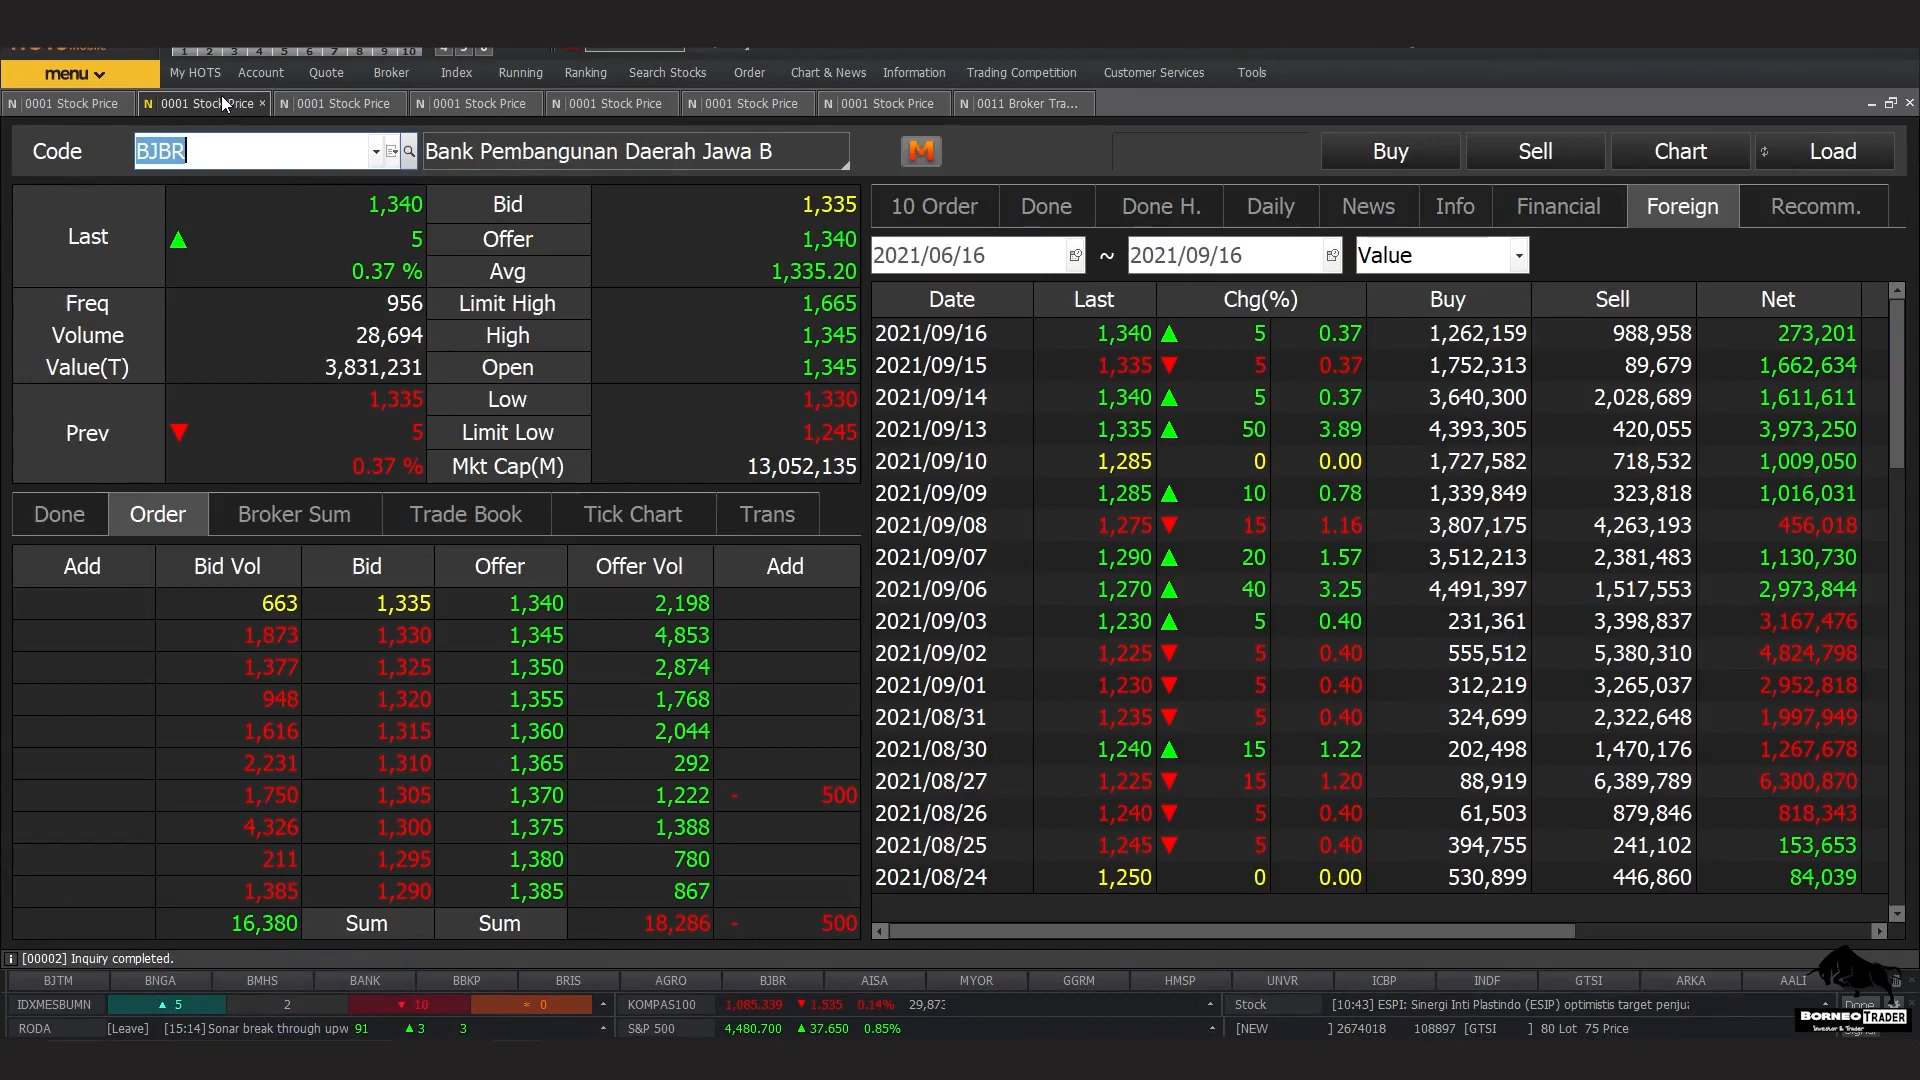 1 2 3 4 5 6 7 8 9 10
menu My HOTS Account Quote Broker Index Running Ranking Search Stocks Order Chart & News Information Trading Competition Customer Services Tools
N 0001 Stock Price N 0001 Stock Price × N 0001 Stock Price N 0001 Stock Price N 0001 Stock Price N 0001 Stock Price N 0001 Stock Price N 0011 Broker Tra...
Code BJBR Bank Pembangunan Daerah Jawa B M Buy Sell Chart Load
Last 1,340 Bid 1,335
▲ 5 Offer 1,340
0.37 % Avg 1,335.20
Freq 956 Limit High 1,665
Volume 28,694 High 1,345
Value(T) 3,831,231 Open 1,345
Prev 1,335 Low 1,330
▼ 5 Limit Low 1,245
0.37 % Mkt Cap(M) 13,052,135
Done Order Broker Sum Trade Book Tick Chart Trans
Add Bid Vol Bid Offer Offer Vol Add
663 1,335 1,340 2,198
1,873 1,330 1,345 4,853
1,377 1,325 1,350 2,874
948 1,320 1,355 1,768
1,616 1,315 1,360 2,044
2,231 1,310 1,365 292
1,750 1,305 1,370 1,222 - 500
4,326 1,300 1,375 1,388
211 1,295 1,380 780
1,385 1,290 1,385 867
16,380 Sum Sum 18,286 - 500
10 Order Done Done H. Daily News Info Financial Foreign Recomm.
2021/06/16 ~ 2021/09/16 Value
Date Last Chg(%) Buy Sell Net
2021/09/16 1,340 ▲ 5 0.37 1,262,159 988,958 273,201
2021/09/15 1,335 ▼ 5 0.37 1,752,313 89,679 1,662,634
2021/09/14 1,340 ▲ 5 0.37 3,640,300 2,028,689 1,611,611
2021/09/13 1,335 ▲ 50 3.89 4,393,305 420,055 3,973,250
2021/09/10 1,285 0 0.00 1,727,582 718,532 1,009,050
2021/09/09 1,285 ▲ 10 0.78 1,339,849 323,818 1,016,031
2021/09/08 1,275 ▼ 15 1.16 3,807,175 4,263,193 456,018
2021/09/07 1,290 ▲ 20 1.57 3,512,213 2,381,483 1,130,730
2021/09/06 1,270 ▲ 40 3.25 4,491,397 1,517,553 2,973,844
2021/09/03 1,230 ▲ 5 0.40 231,361 3,398,837 3,167,476
2021/09/02 1,225 ▼ 5 0.40 555,512 5,380,310 4,824,798
2021/09/01 1,230 ▼ 5 0.40 312,219 3,265,037 2,952,818
2021/08/31 1,235 ▼ 5 0.40 324,699 2,322,648 1,997,949
2021/08/30 1,240 ▲ 15 1.22 202,498 1,470,176 1,267,678
2021/08/27 1,225 ▼ 15 1.20 88,919 6,389,789 6,300,870
2021/08/26 1,240 ▼ 5 0.40 61,503 879,846 818,343
2021/08/25 1,245 ▼ 5 0.40 394,755 241,102 153,653
2021/08/24 1,250 0 0.00 530,899 446,860 84,039
[00002] Inquiry completed.
BJTM BNGA BMHS BANK BBKP BRIS AGRO BJBR AISA MYOR GGRM HMSP UNVR ICBP INDF GTSI ARKA AALI
IDXMESBUMN ▲ 5 2 ▼ 10 * 0 KOMPAS100 1,085.339 ▼ 1.535 0.14% 29,873 Stock [10:43] ESPI: Sinergi Inti Plastindo (ESIP) optimistis target penjua Done
RODA [Leave] [15:14]Sonar break through upw 91 ▲ 3 3 S&P 500 4,480.700 ▲ 37.650 0.85% [NEW ] 2674018 108897 [GTSI ] 80 Lot 75 Price
BORNEO TRADER
Investor & Trader